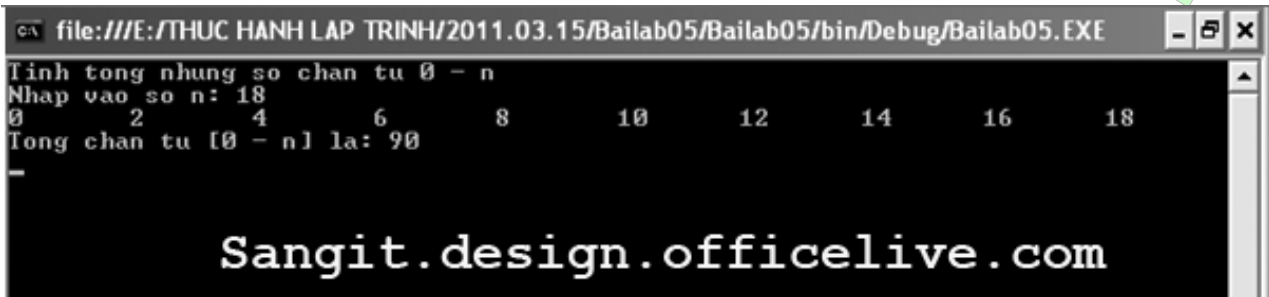 file:///E:/THUC HANH LAP TRINH/2011.03.15/Bailab05/Bailab05/bin/Debug/Bailab05.EXE
Tinh tong nhung so chan tu 0 - n
Nhap vao so n: 18
0 2 4 6 8 10 12 14 16 18
Tong chan tu [0 - n] la: 90
Sangit.design.officelive.com